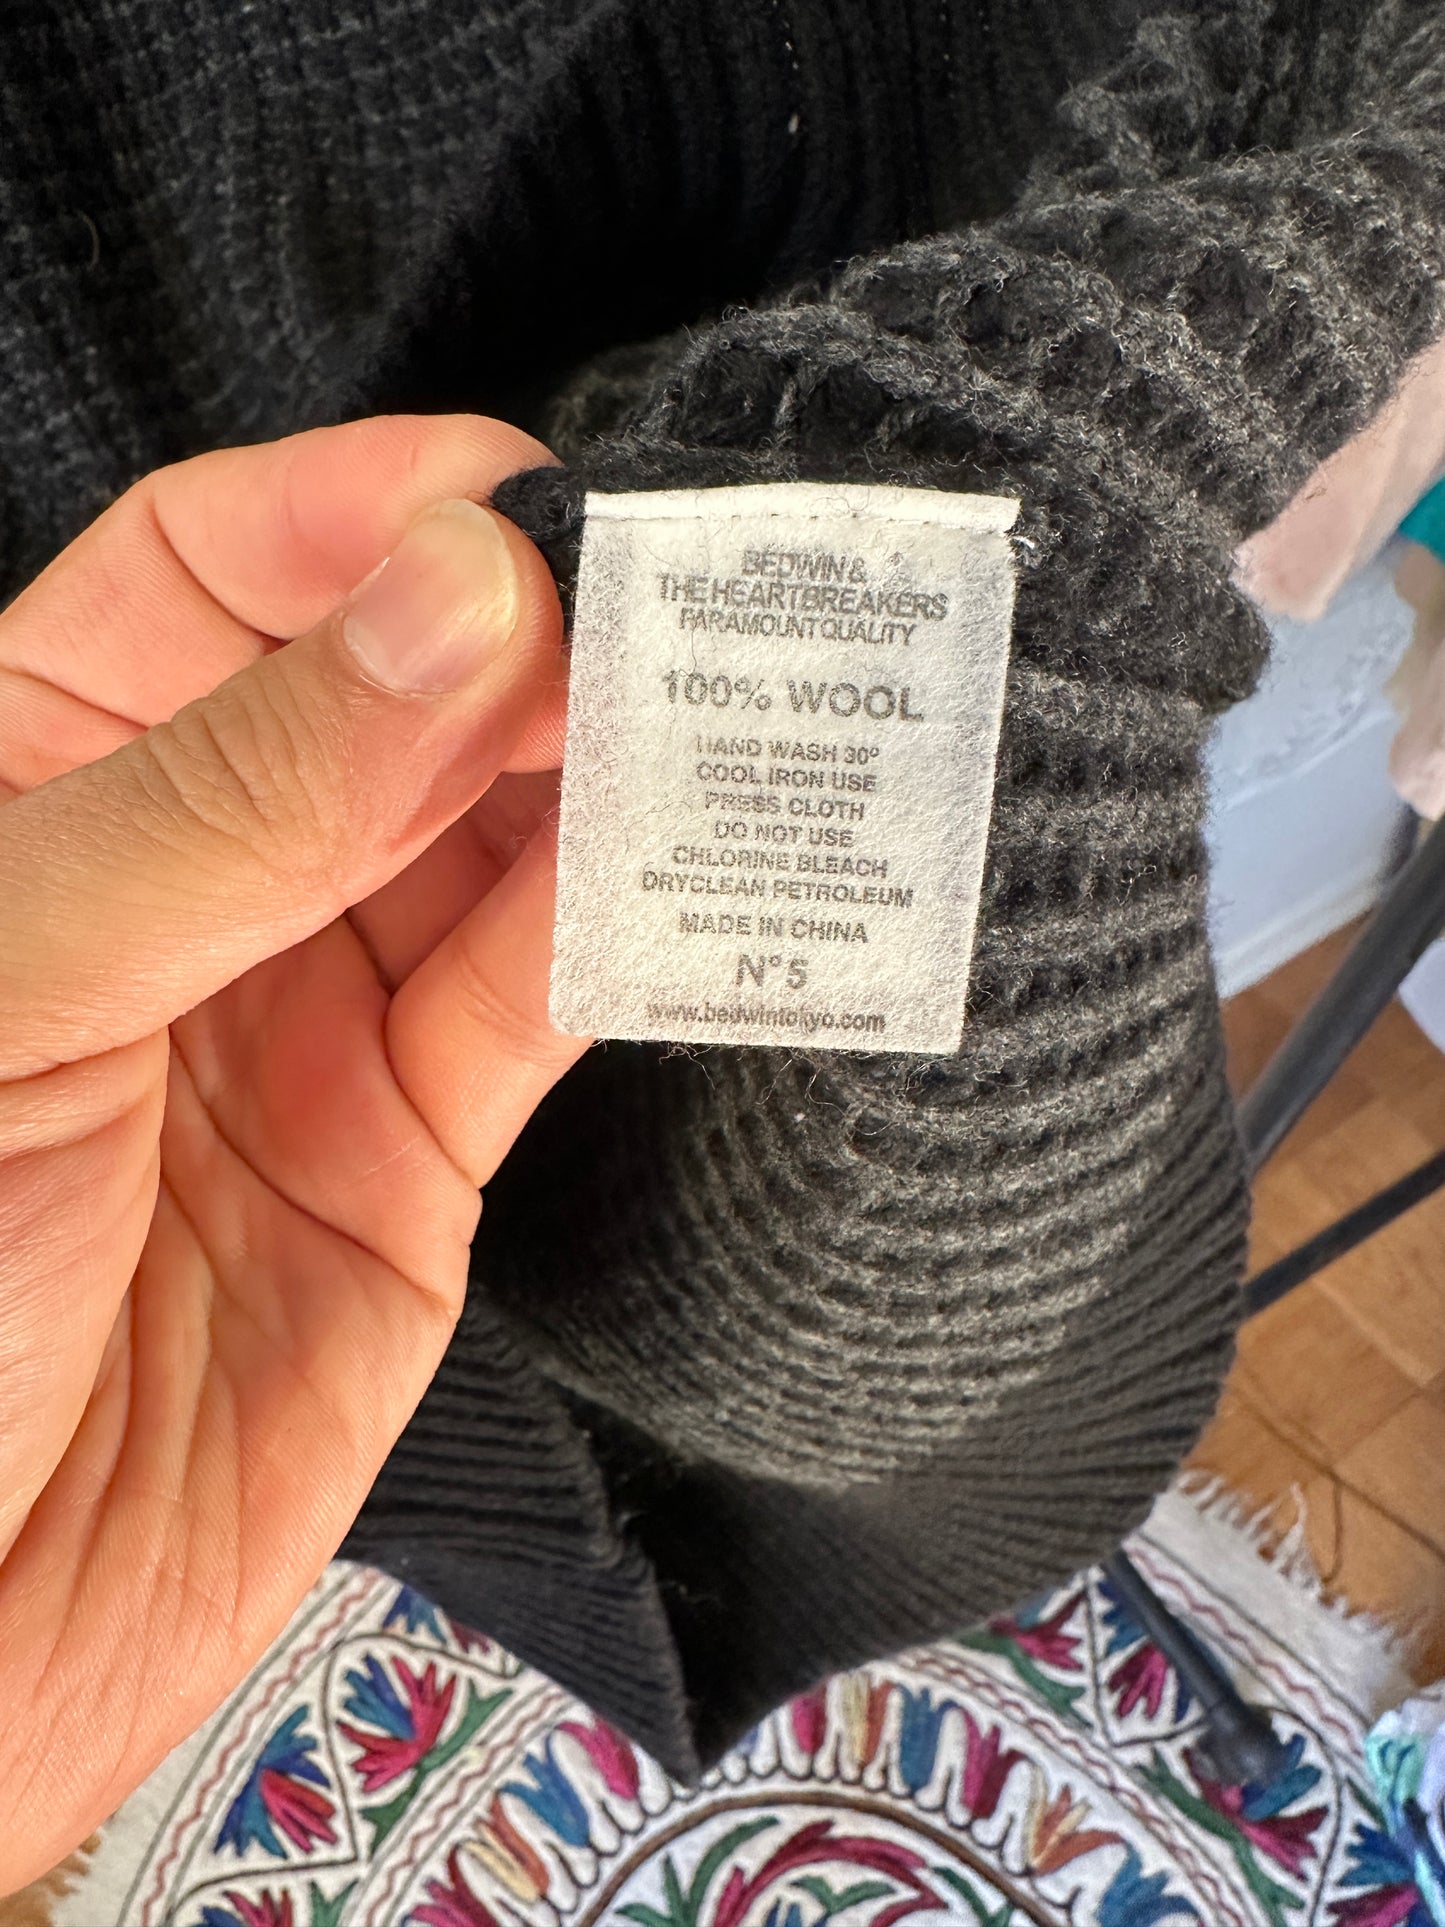 BEDWIN &
THE HEARTBREAKERS
PARAMOUNT QUALITY
100% WOOL
HAND WASH 30°
COOL IRON USE
PRESS CLOTH
DO NOT USE
CHLORINE BLEACH
DRYCLEAN PETROLEUM
MADE IN CHINA
N°5
www.bedwintokyo.com